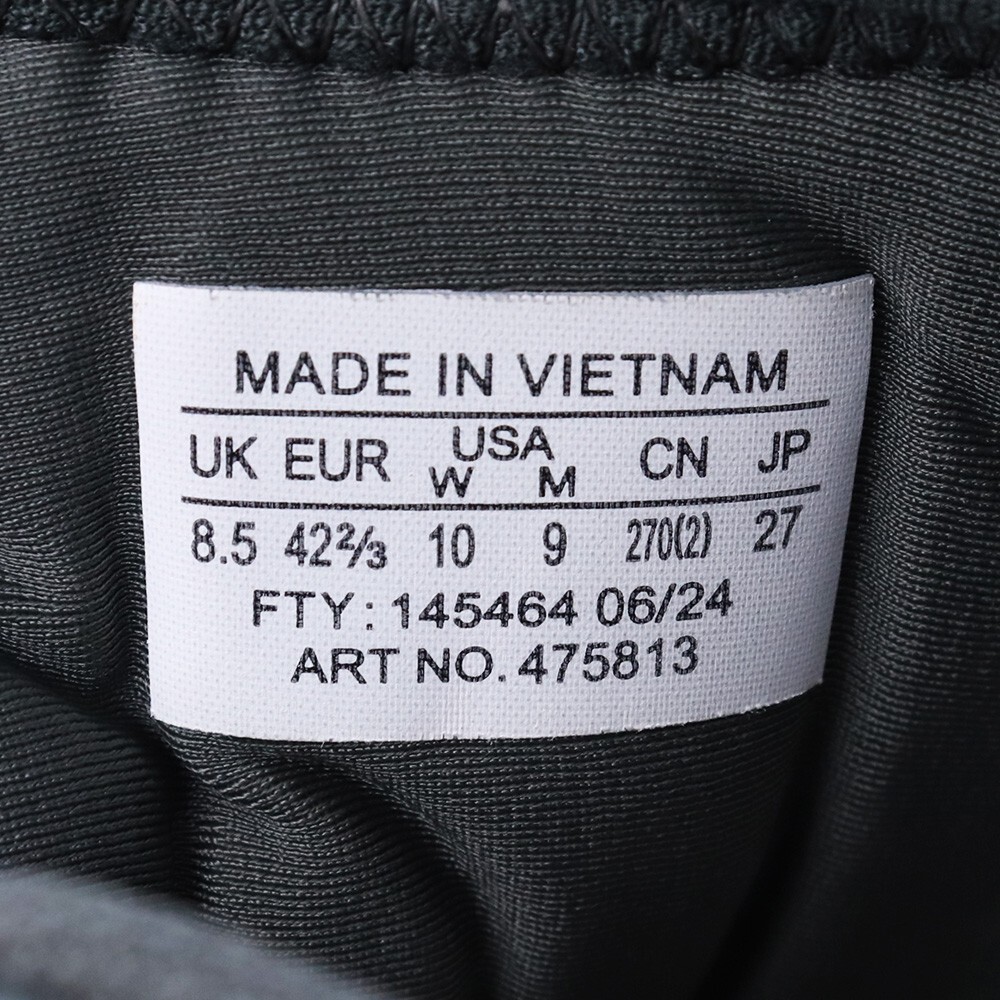 MADE IN VIETNAM
UK EUR USA CN JP
W M
8.5 42⅔ 10 9 270(2) 27
FTY: 145464 06/24
ART NO. 475813